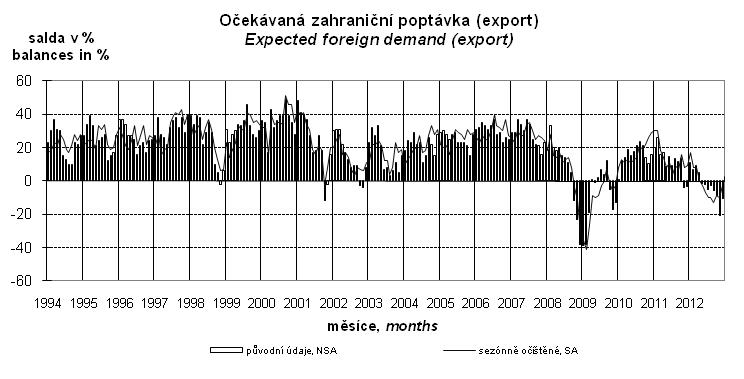 Očekávaná zahraniční poptávka (export)
Expected foreign demand (export)
salda v %
balances in %
60
40
20
0
-20
-40
-60
1994 1995 1996 1997 1998 1999 2000 2001 2002 2003 2004 2005 2006 2007 2008 2009 2010 2011 2012
měsíce, months
původní údaje, NSA
sezónně očištěné, SA